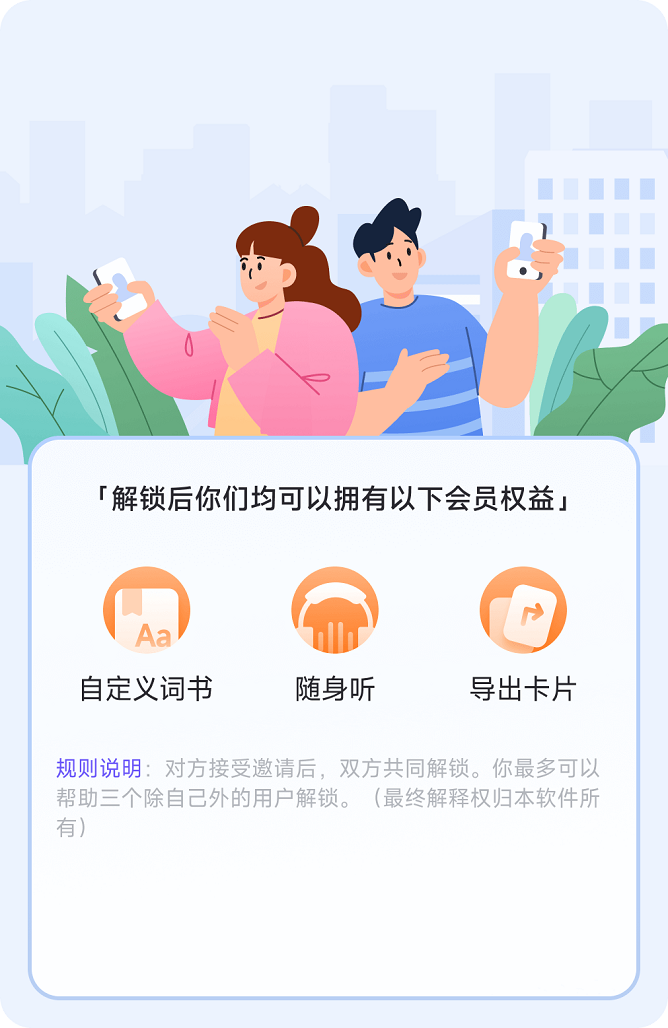 「解锁后你们均可以拥有以下会员权益」
Aa
自定义词书
随身听
导出卡片
规则说明：对方接受邀请后，双方共同解锁。你最多可以
帮助三个除自己外的用户解锁。（最终解释权归本软件所
有）